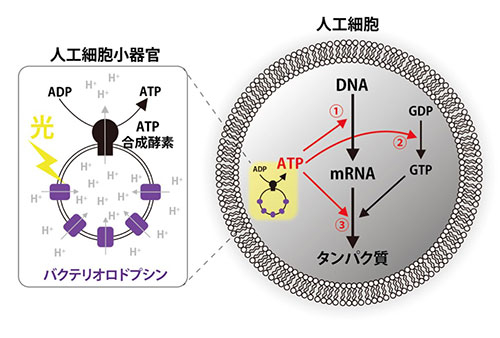 人工細胞小器官
H⁺
H⁺
ADP
ATP
H⁺
H⁺
光
ATP
合成酵素
H⁺
H⁺
H⁺
H⁺
H⁺
H⁺
H⁺
H⁺
H⁺
H⁺
H⁺
バクテリオロドプシン
人工細胞
DNA
①
GDP
②
ADP
ATP
mRNA
GTP
③
タンパク質